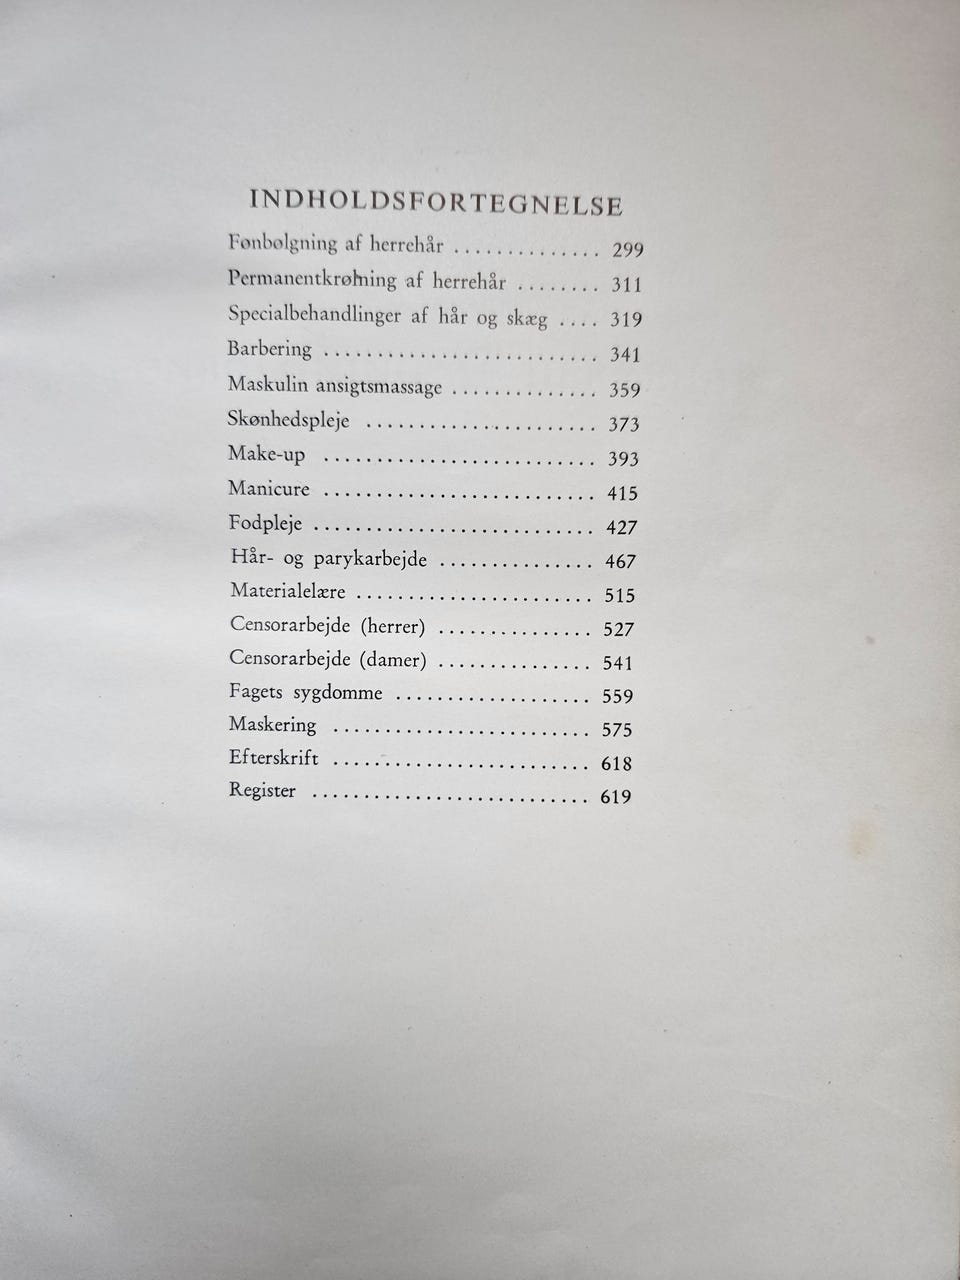 INDHOLDSFORTEGNELSE
Fønbølgning af herrehår .............. 299
Permanentkrølning af herrehår ........ 311
Specialbehandlinger af hår og skæg .... 319
Barbering .......................... 341
Maskulin ansigtsmassage .............. 359
Skønhedspleje ...................... 373
Make-up .......................... 393
Manicure .......................... 415
Fodpleje ........................... 427
Hår- og parykarbejde ............... 467
Materialelære ....................... 515
Censorarbejde (herrer) ............... 527
Censorarbejde (damer) ............... 541
Fagets sygdomme ................... 559
Maskering ......................... 575
Efterskrift ......................... 618
Register ........................... 619